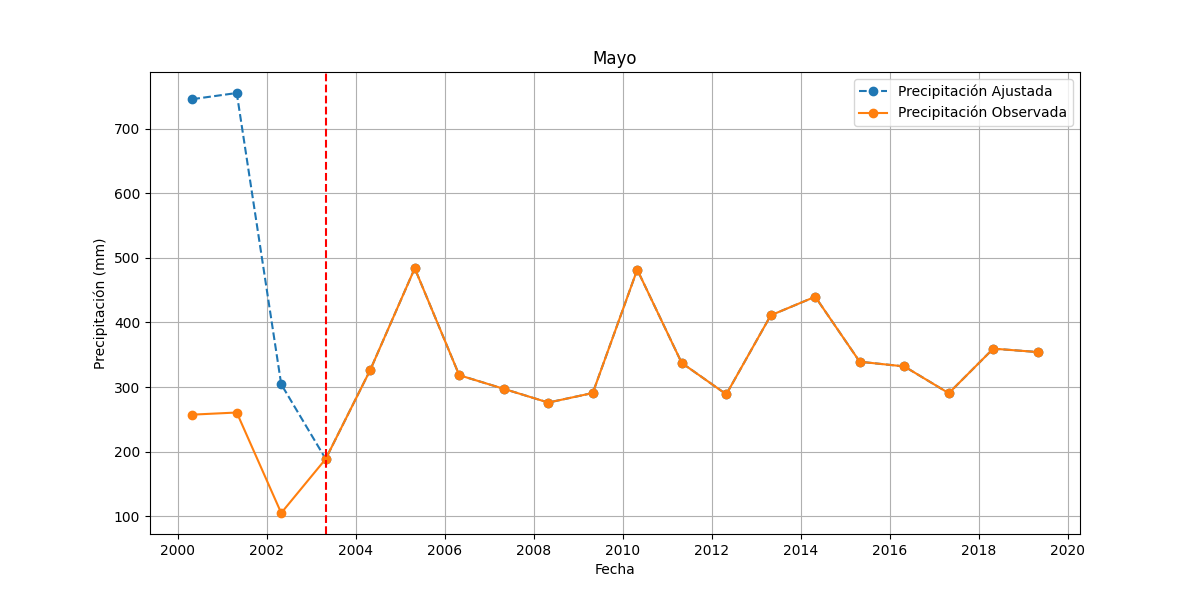 Mayo
Precipitación Ajustada
Precipitación Observada
Precipitación (mm)
700
600
500
400
300
200
100
2000 2002 2004 2006 2008 2010 2012 2014 2016 2018 2020
Fecha